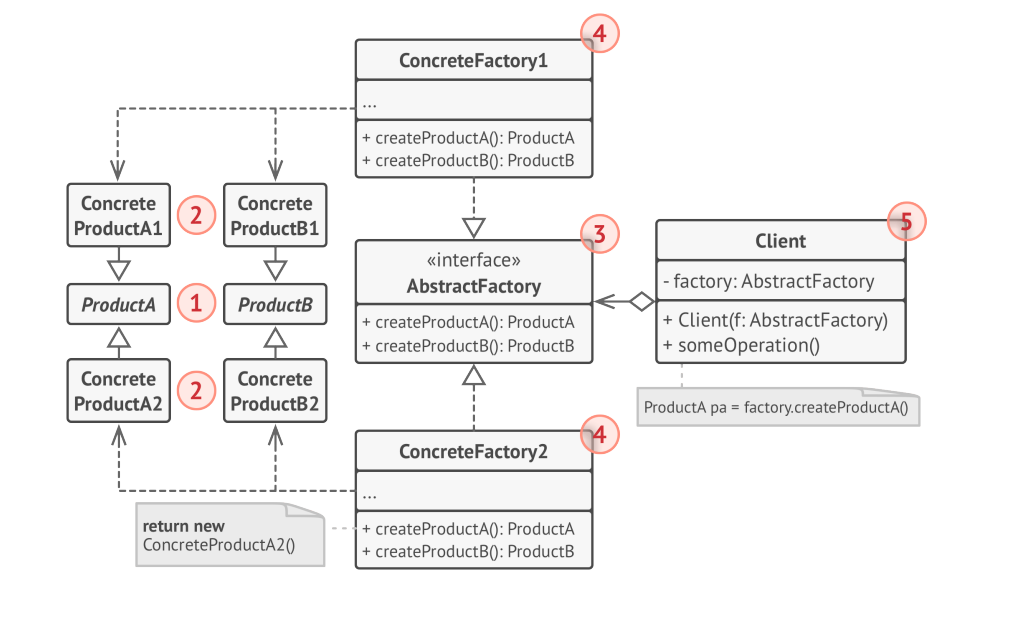 4
ConcreteFactory1
...
+ createProductA(): ProductA
+ createProductB(): ProductB
Concrete
ProductA1
2
Concrete
ProductB1
ProductA
1
ProductB
Concrete
ProductA2
2
Concrete
ProductB2
3
«interface»
AbstractFactory
+ createProductA(): ProductA
+ createProductB(): ProductB
5
Client
- factory: AbstractFactory
+ Client(f: AbstractFactory)
+ someOperation()
ProductA pa = factory.createProductA()
4
ConcreteFactory2
...
+ createProductA(): ProductA
+ createProductB(): ProductB
return new
ConcreteProductA2()